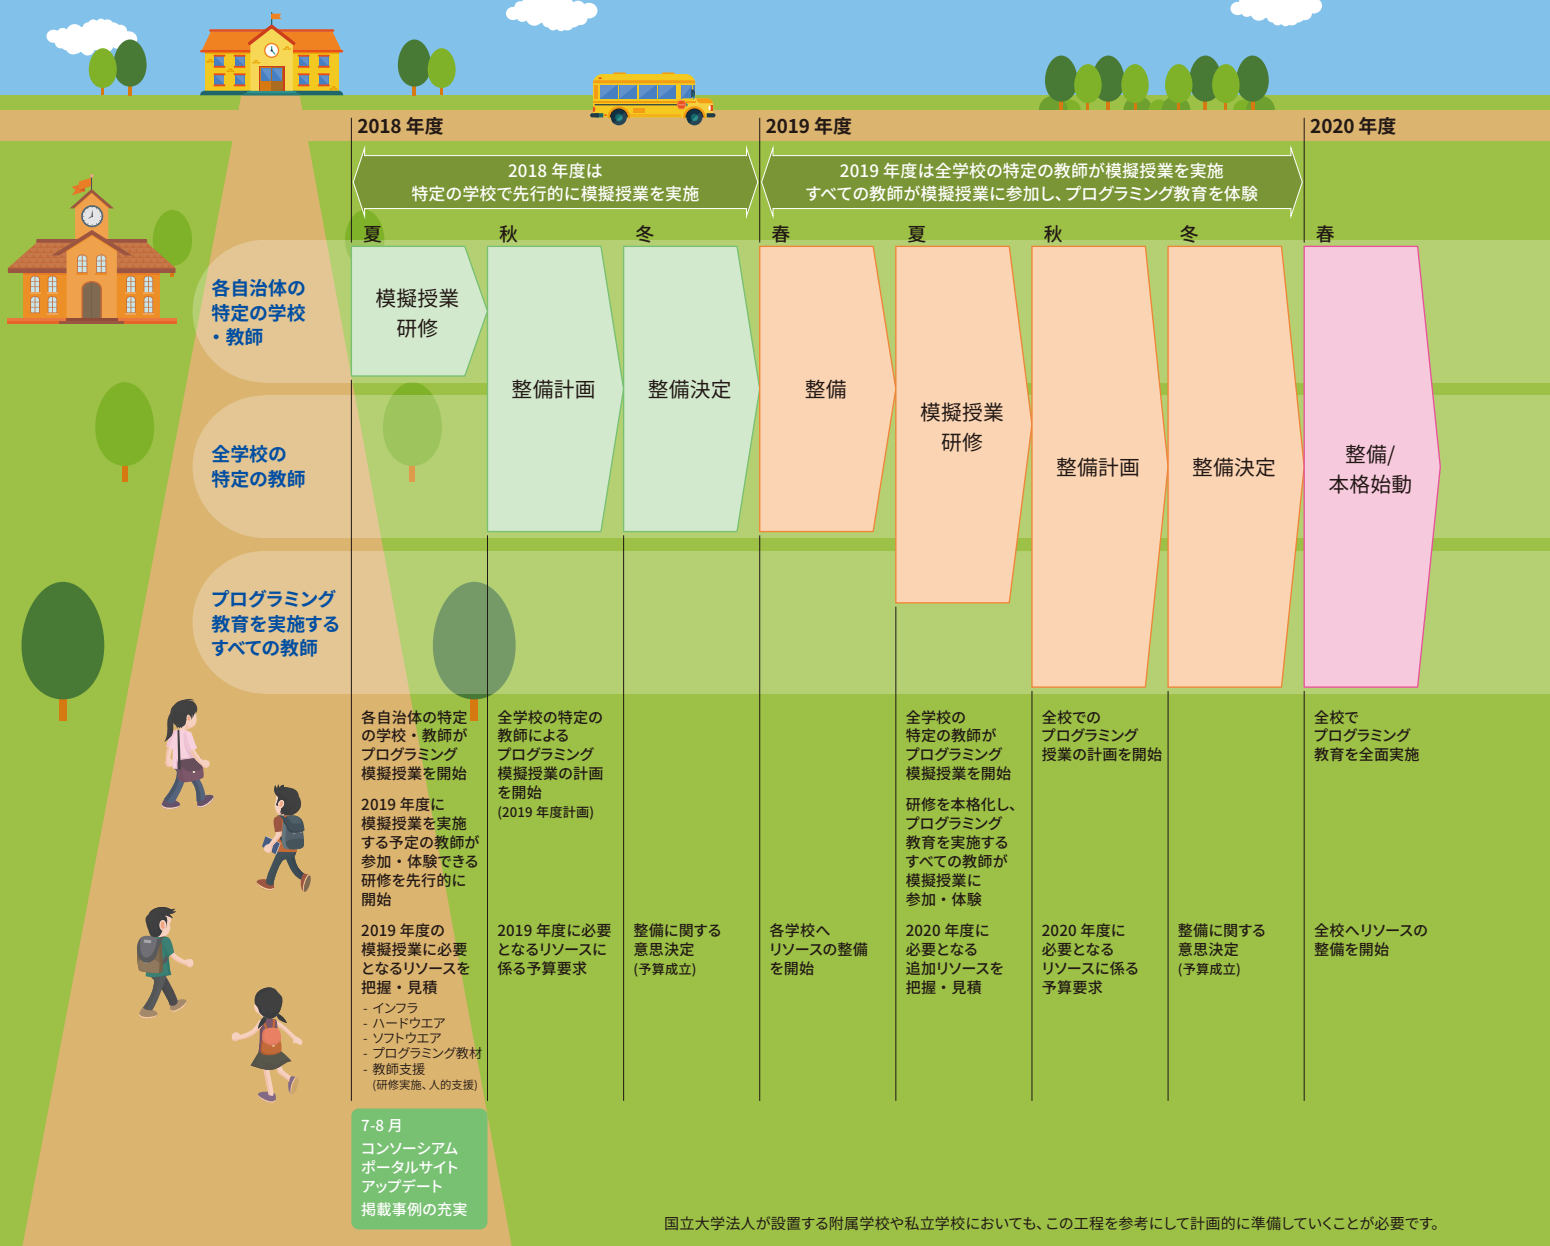 2018 年度
2019 年度
2020 年度
2018 年度は
特定の学校で先行的に模擬授業を実施
2019 年度は全学校の特定の教師が模擬授業を実施
すべての教師が模擬授業に参加し、プログラミング教育を体験
夏
秋
冬
春
夏
秋
冬
春
各自治体の
特定の学校
・教師
全学校の
特定の教師
プログラミング
教育を実施する
すべての教師
模擬授業
研修
整備計画
整備決定
整備
模擬授業
研修
整備計画
整備決定
整備/
本格始動
各自治体の特定
の学校・教師が
プログラミング
模擬授業を開始
2019 年度に
模擬授業を実施
する予定の教師が
参加・体験できる
研修を先行的に
開始
2019 年度の
模擬授業に必要
となるリソースを
把握・見積
- インフラ
- ハードウエア
- ソフトウエア
- プログラミング教材
- 教師支援
(研修実施、人的支援)
全学校の特定の
教師による
プログラミング
模擬授業の計画
を開始
(2019 年度計画)
2019 年度に必要
となるリソースに
係る予算要求
整備に関する
意思決定
(予算成立)
各学校へ
リソースの整備
を開始
全学校の
特定の教師が
プログラミング
模擬授業を開始
研修を本格化し、
プログラミング
教育を実施する
すべての教師が
模擬授業に
参加・体験
2020 年度に
必要となる
追加リソースを
把握・見積
全校での
プログラミング
授業の計画を開始
2020 年度に
必要となる
リソースに係る
予算要求
整備に関する
意思決定
(予算成立)
全校で
プログラミング
教育を全面実施
全校へリソースの
整備を開始
7-8 月
コンソーシアム
ポータルサイト
アップデート
掲載事例の充実
国立大学法人が設置する附属学校や私立学校においても、この工程を参考にして計画的に準備していくことが必要です。